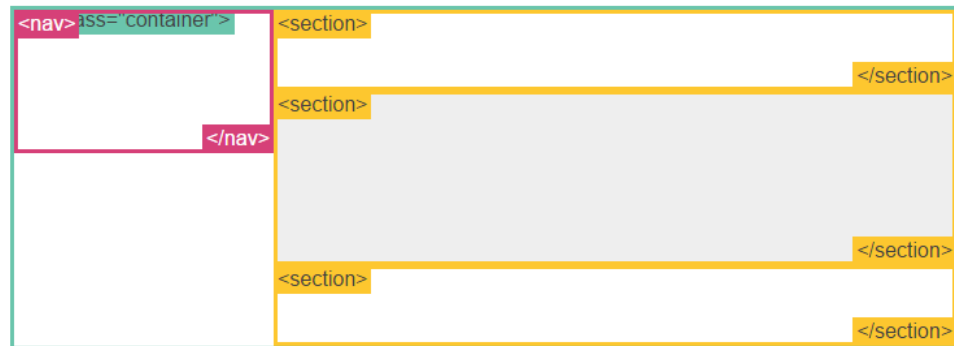 <nav>
ass="container">
</nav>
<section>
</section>
<section>
</section>
<section>
</section>